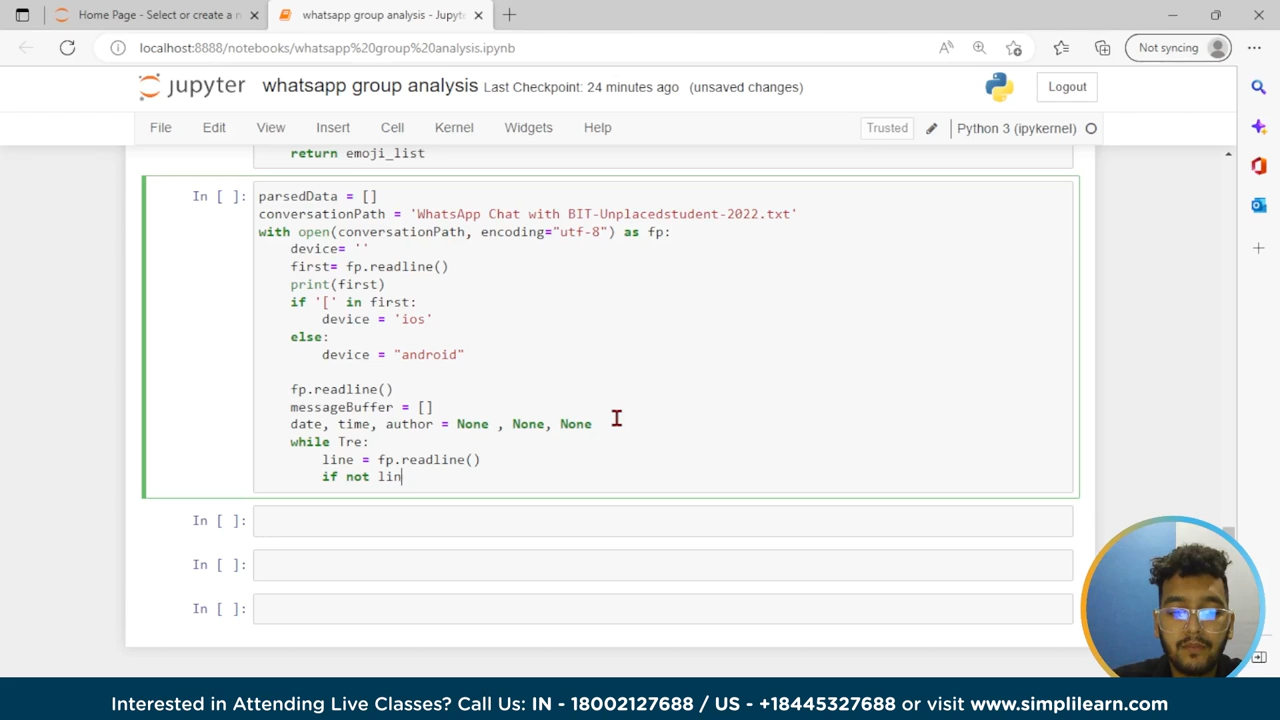 Home Page - Select or create a n
whatsapp group analysis - Jupyte
localhost:8888/notebooks/whatsapp%20group%20analysis.ipynb
Not syncing
jupyter whatsapp group analysis Last Checkpoint: 24 minutes ago (unsaved changes)
Logout
File Edit View Insert Cell Kernel Widgets Help
Trusted
Python 3 (ipykernel)
return emoji_list
In [ ]:
parsedData = []
conversationPath = 'WhatsApp Chat with BIT-Unplacedstudent-2022.txt'
with open(conversationPath, encoding="utf-8") as fp:
    device= ''
    first= fp.readline()
    print(first)
    if '[' in first:
        device = 'ios'
    else:
        device = "android"
    fp.readline()
    messageBuffer = []
    date, time, author = None , None, None
    while Tre:
        line = fp.readline()
        if not lin
In [ ]:
In [ ]:
In [ ]:
Interested in Attending Live Classes? Call Us: IN - 18002127688 / US - +18445327688 or visit www.simplilearn.com